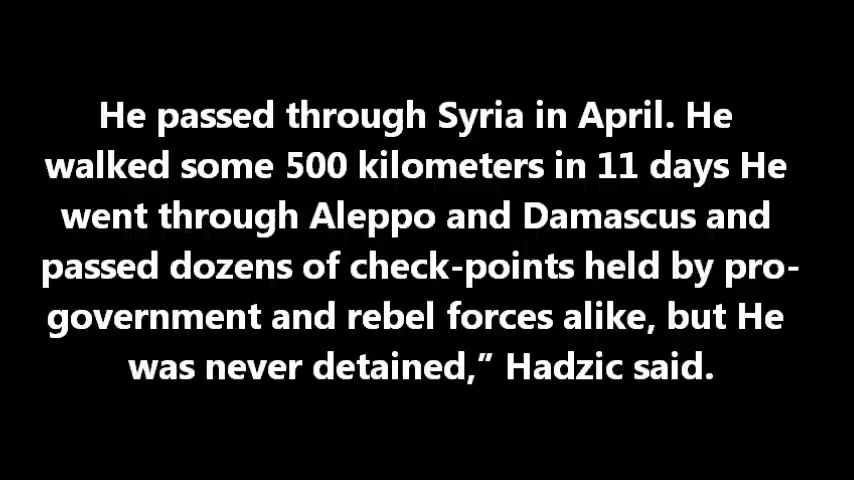 He passed through Syria in April. He
walked some 500 kilometers in 11 days He
went through Aleppo and Damascus and
passed dozens of check-points held by pro-
government and rebel forces alike, but He
was never detained,” Hadzic said.